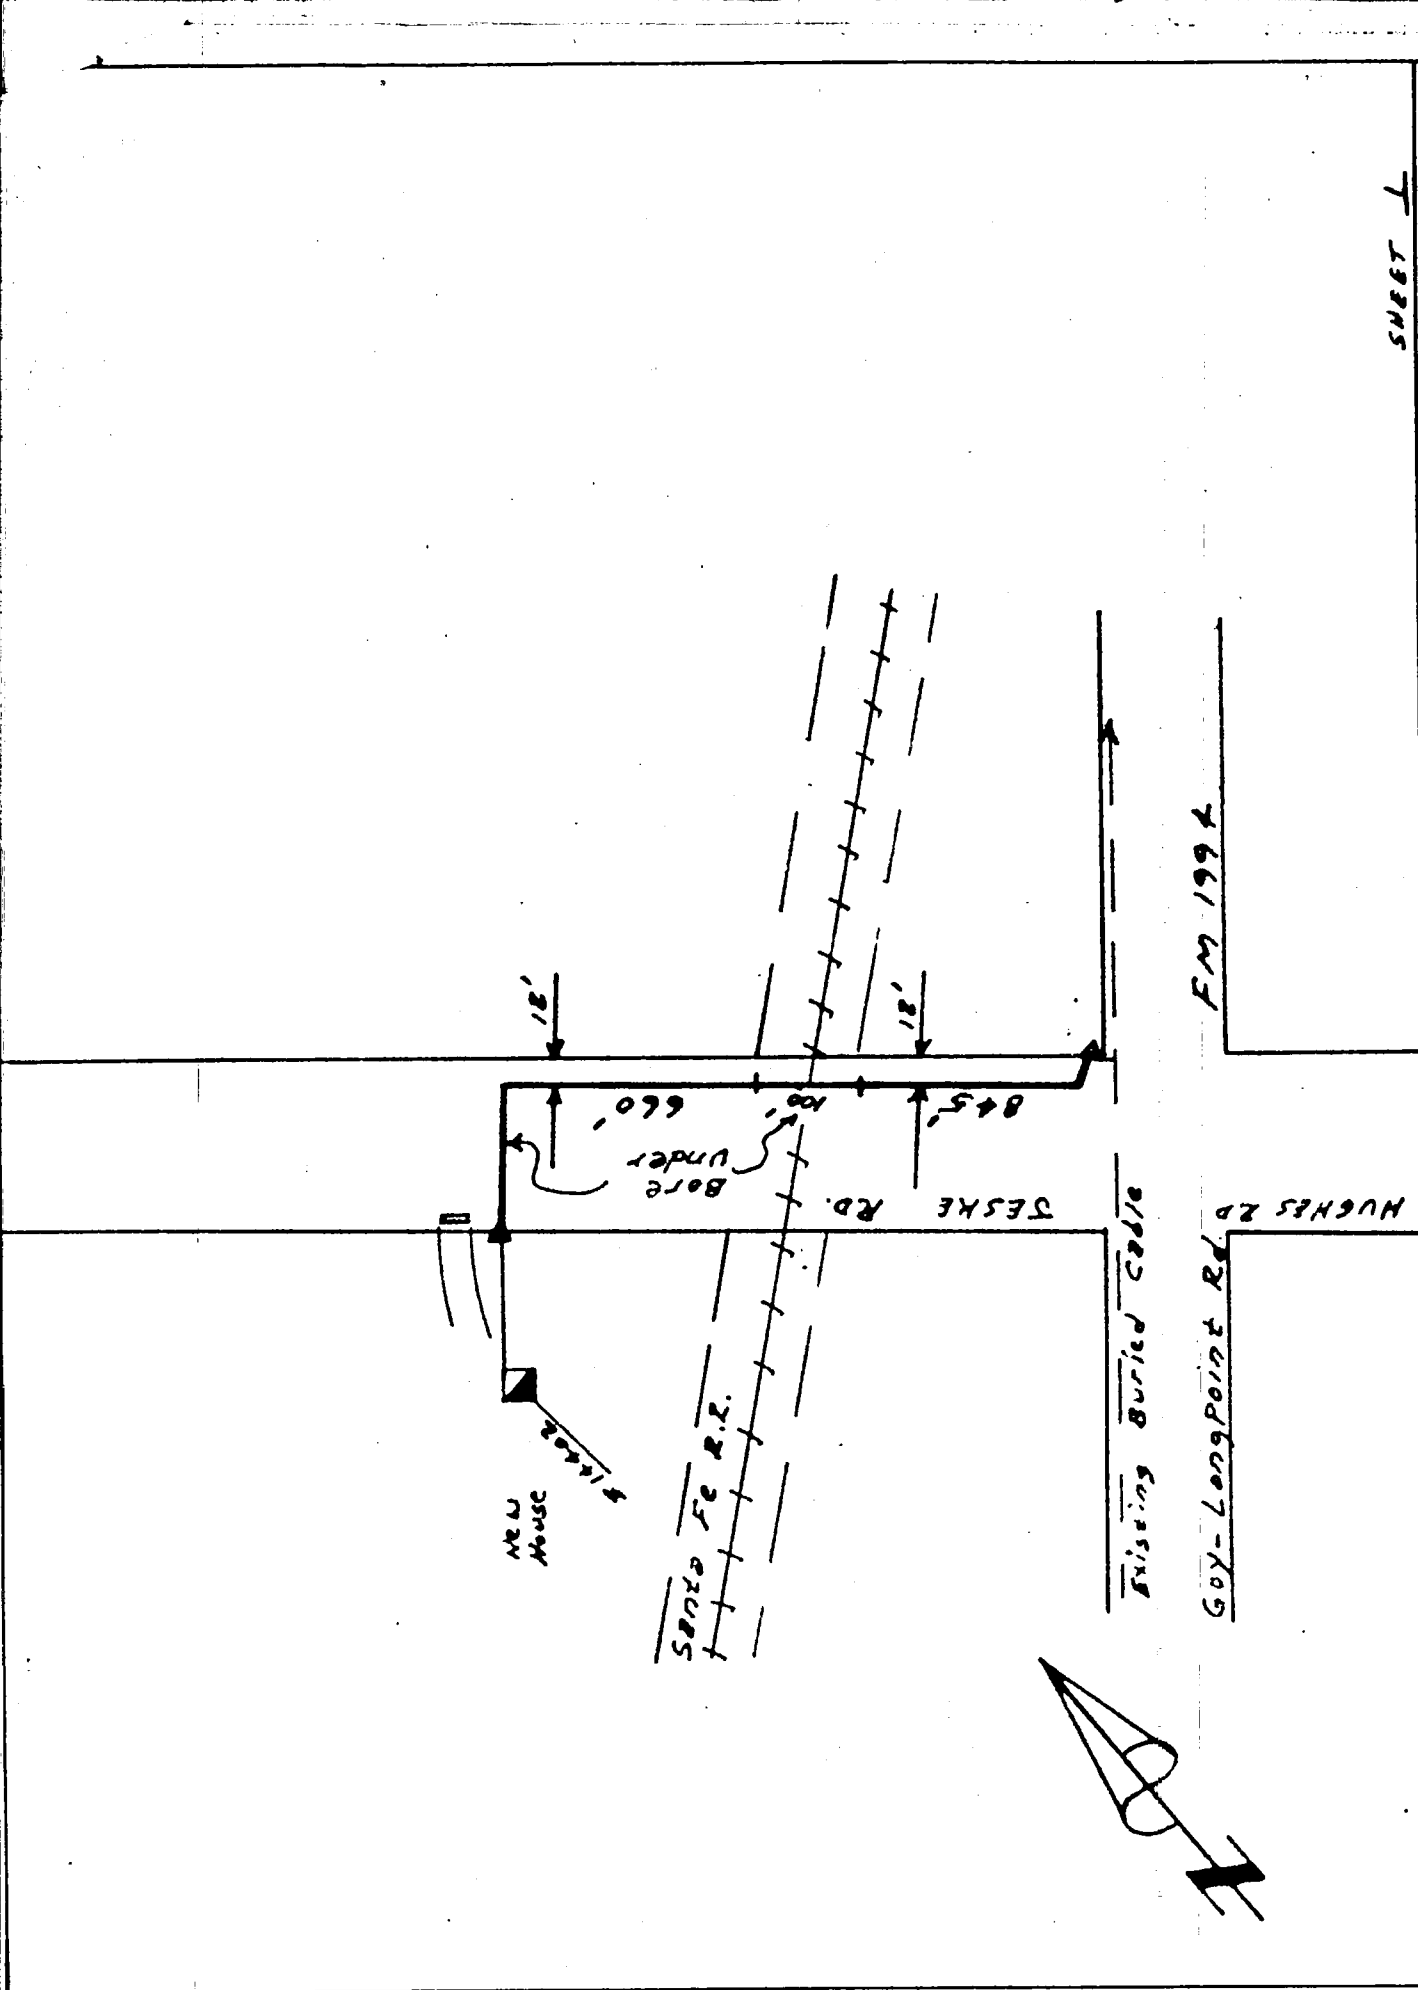 SHEET 1
18'
18'
660'
100'
845'
Bore
Under
JESKE RD.
FM 1994
HUGHES RD
New
House
Santa Fe R.R.
Existing Buried Cable
Goy-Longpoint Rd.
N